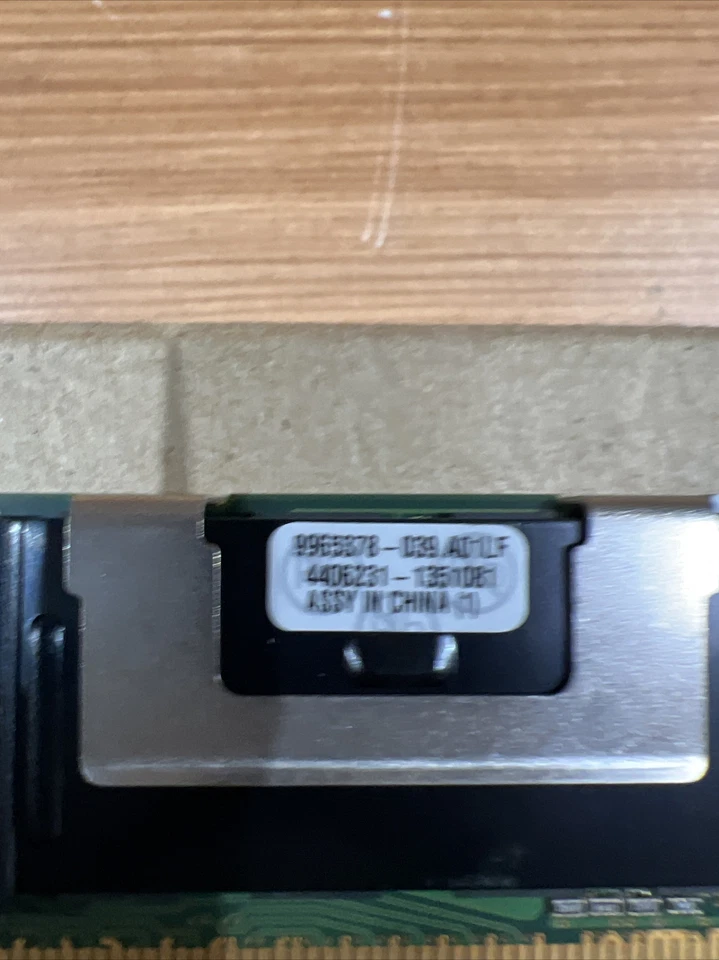 9965378-039.A01LF
4406231-1351081
ASSY IN CHINA (1)